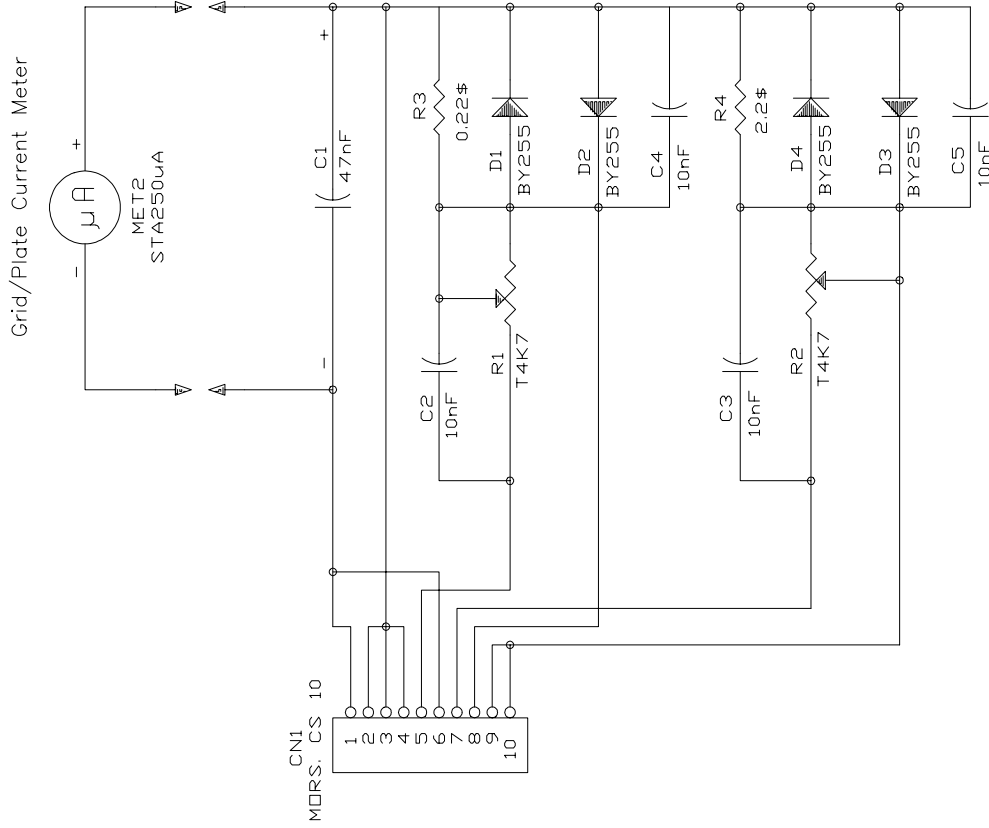 Grid/Plate Current Meter
+
μA
-
MET2
STA250uA
+
C1
47nF
-
R3
0.22$
D1
BY255
D2
BY255
C4
10nF
R4
2.2$
D4
BY255
D3
BY255
C5
10nF
C2
10nF
R1
T4K7
C3
10nF
R2
T4K7
CN1
MORS. CS 10
1
2
3
4
5
6
7
8
9
10